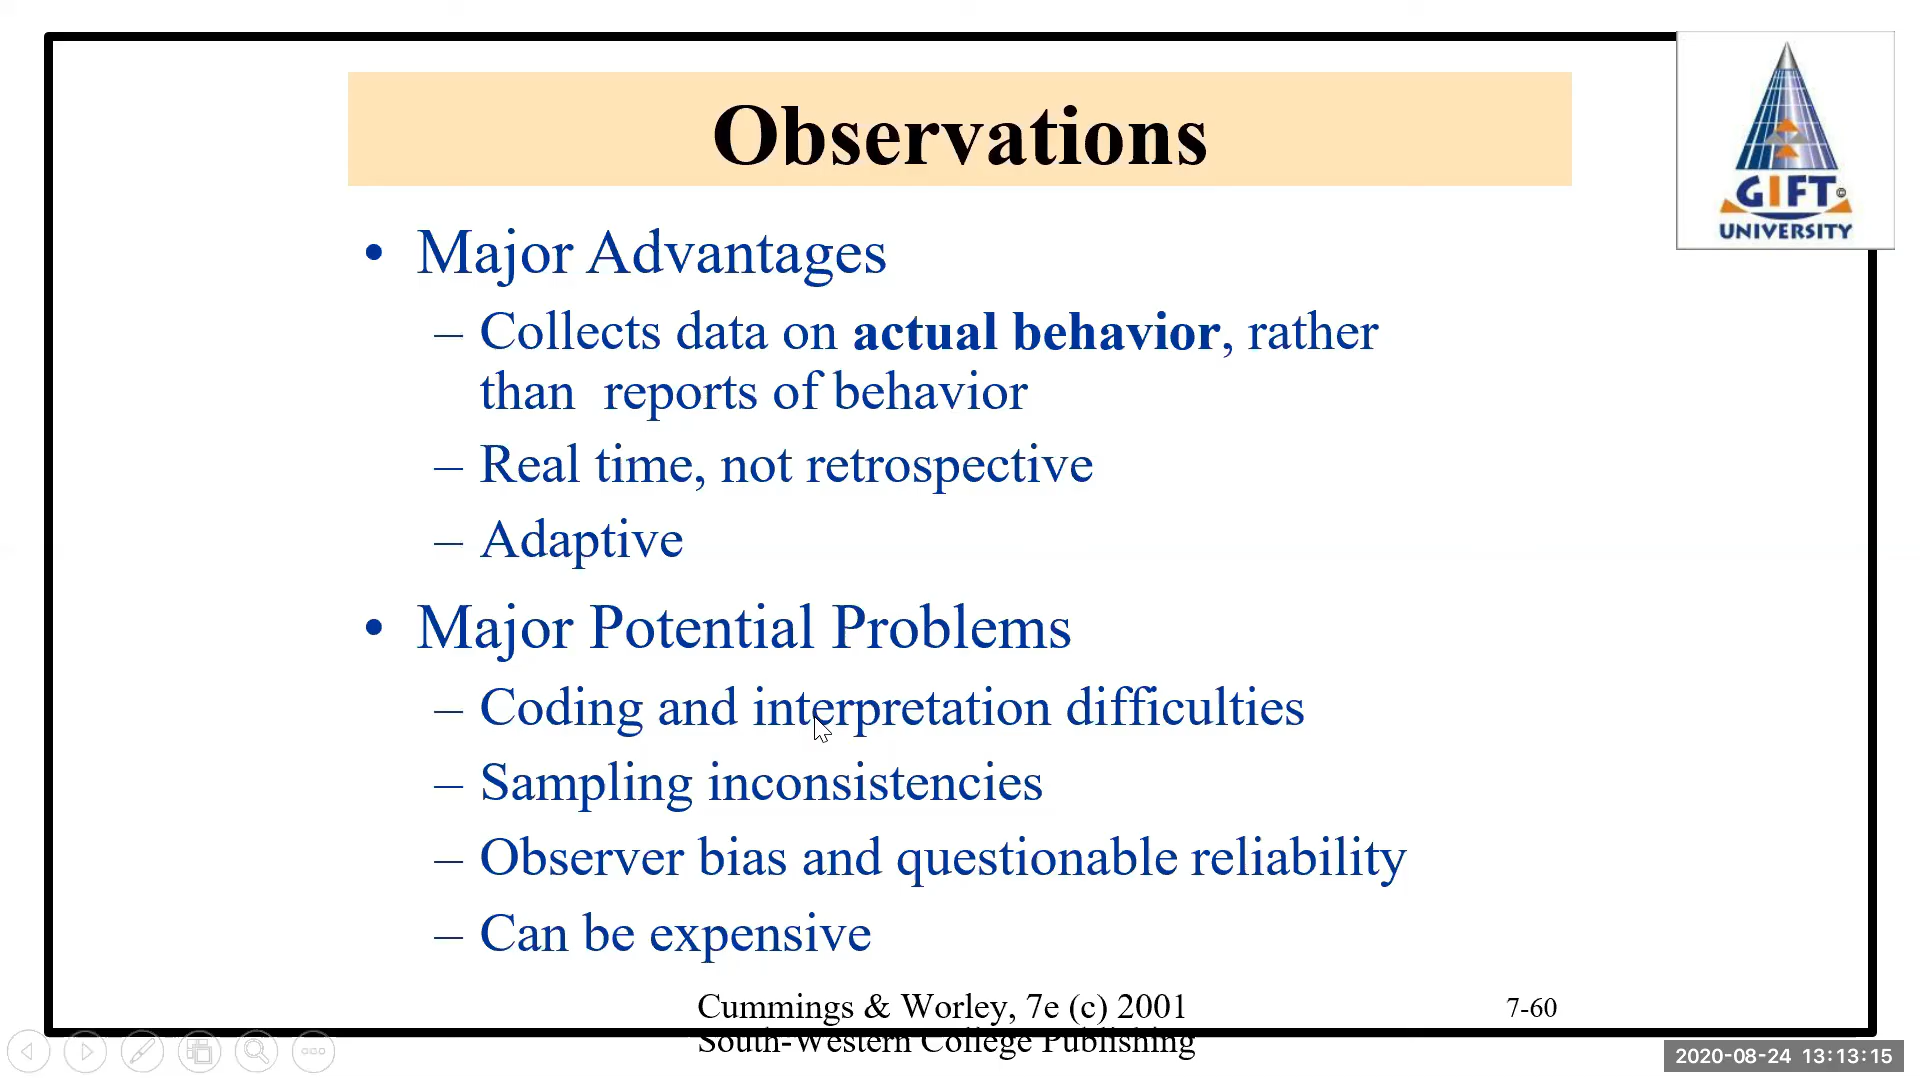 Observations
GIFT
UNIVERSITY
• Major Advantages
– Collects data on actual behavior, rather
than reports of behavior
– Real time, not retrospective
– Adaptive
• Major Potential Problems
– Coding and interpretation difficulties
– Sampling inconsistencies
– Observer bias and questionable reliability
– Can be expensive
Cummings & Worley, 7e (c) 2001
South-Western College Publishing
7-60
2020-08-24 13:13:15